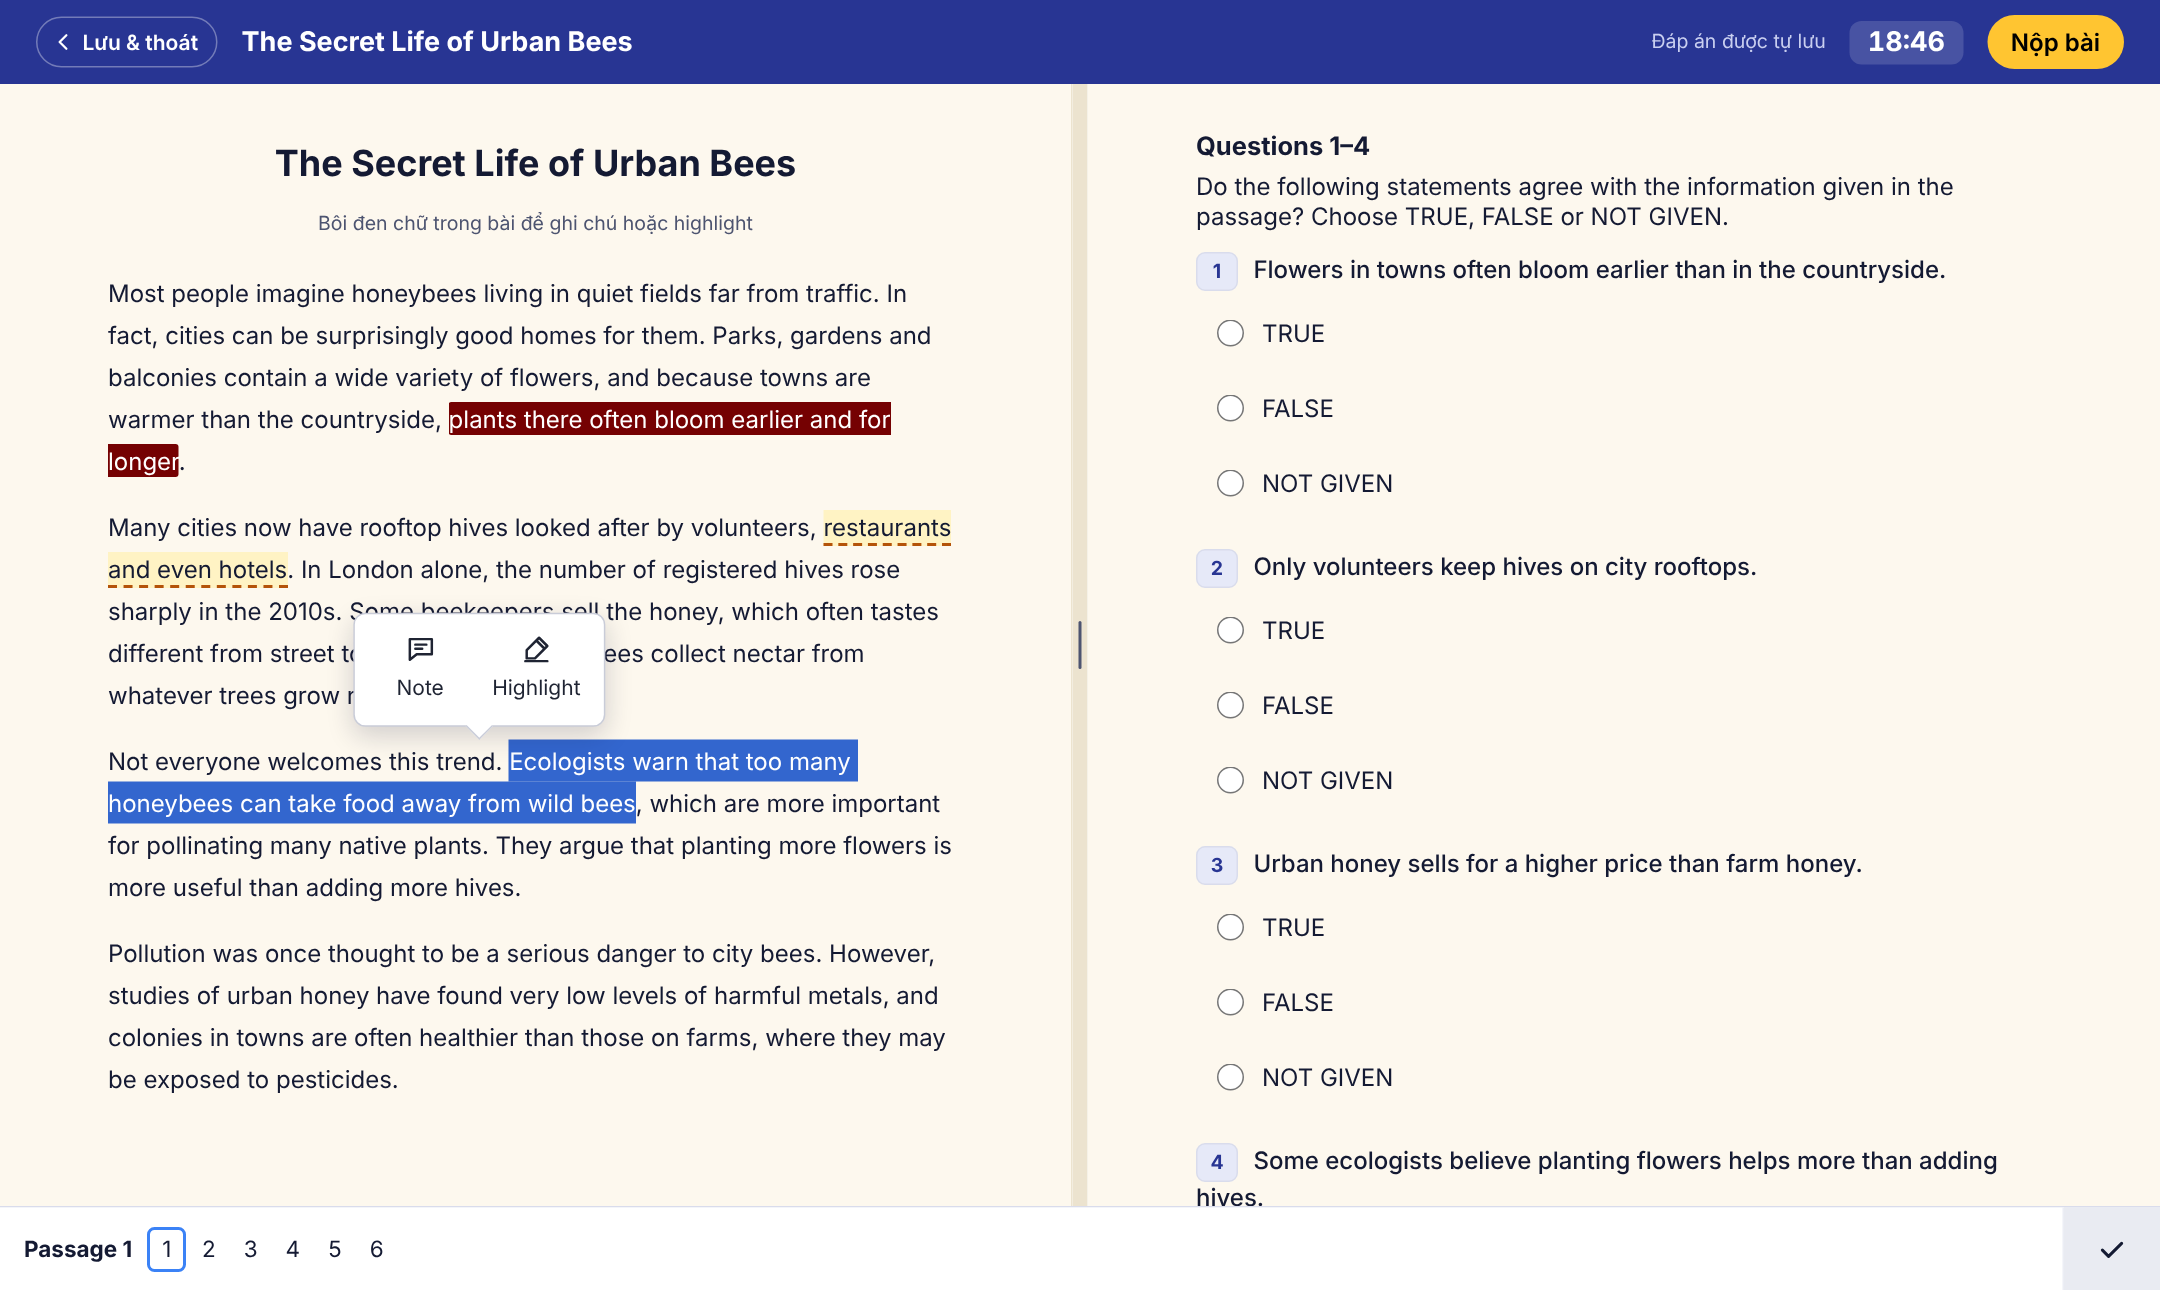 Lưu & thoát
The Secret Life of Urban Bees
Đáp án được tự lưu
18:46
Nộp bài
The Secret Life of Urban Bees
Bôi đen chữ trong bài để ghi chú hoặc highlight
Most people imagine honeybees living in quiet fields far from traffic. In
fact, cities can be surprisingly good homes for them. Parks, gardens and
balconies contain a wide variety of flowers, and because towns are
warmer than the countryside, plants there often bloom earlier and for
longer.
Many cities now have rooftop hives looked after by volunteers, restaurants
and even hotels. In London alone, the number of registered hives rose
sharply in the 2010s. Some beekeepers sell the honey, which often tastes
different from street collect nectar from
whatever trees grow
Note
Highlight
Not everyone welcomes this trend. Ecologists warn that too many
honeybees can take food away from wild bees, which are more important
for pollinating many native plants. They argue that planting more flowers is
more useful than adding more hives.
Pollution was once thought to be a serious danger to city bees. However,
studies of urban honey have found very low levels of harmful metals, and
colonies in towns are often healthier than those on farms, where they may
be exposed to pesticides.
Questions 1–4
Do the following statements agree with the information given in the
passage? Choose TRUE, FALSE or NOT GIVEN.
1 Flowers in towns often bloom earlier than in the countryside.
TRUE
FALSE
NOT GIVEN
2 Only volunteers keep hives on city rooftops.
TRUE
FALSE
NOT GIVEN
3 Urban honey sells for a higher price than farm honey.
TRUE
FALSE
NOT GIVEN
4 Some ecologists believe planting flowers helps more than adding
hives.
Passage 1 1 2 3 4 5 6